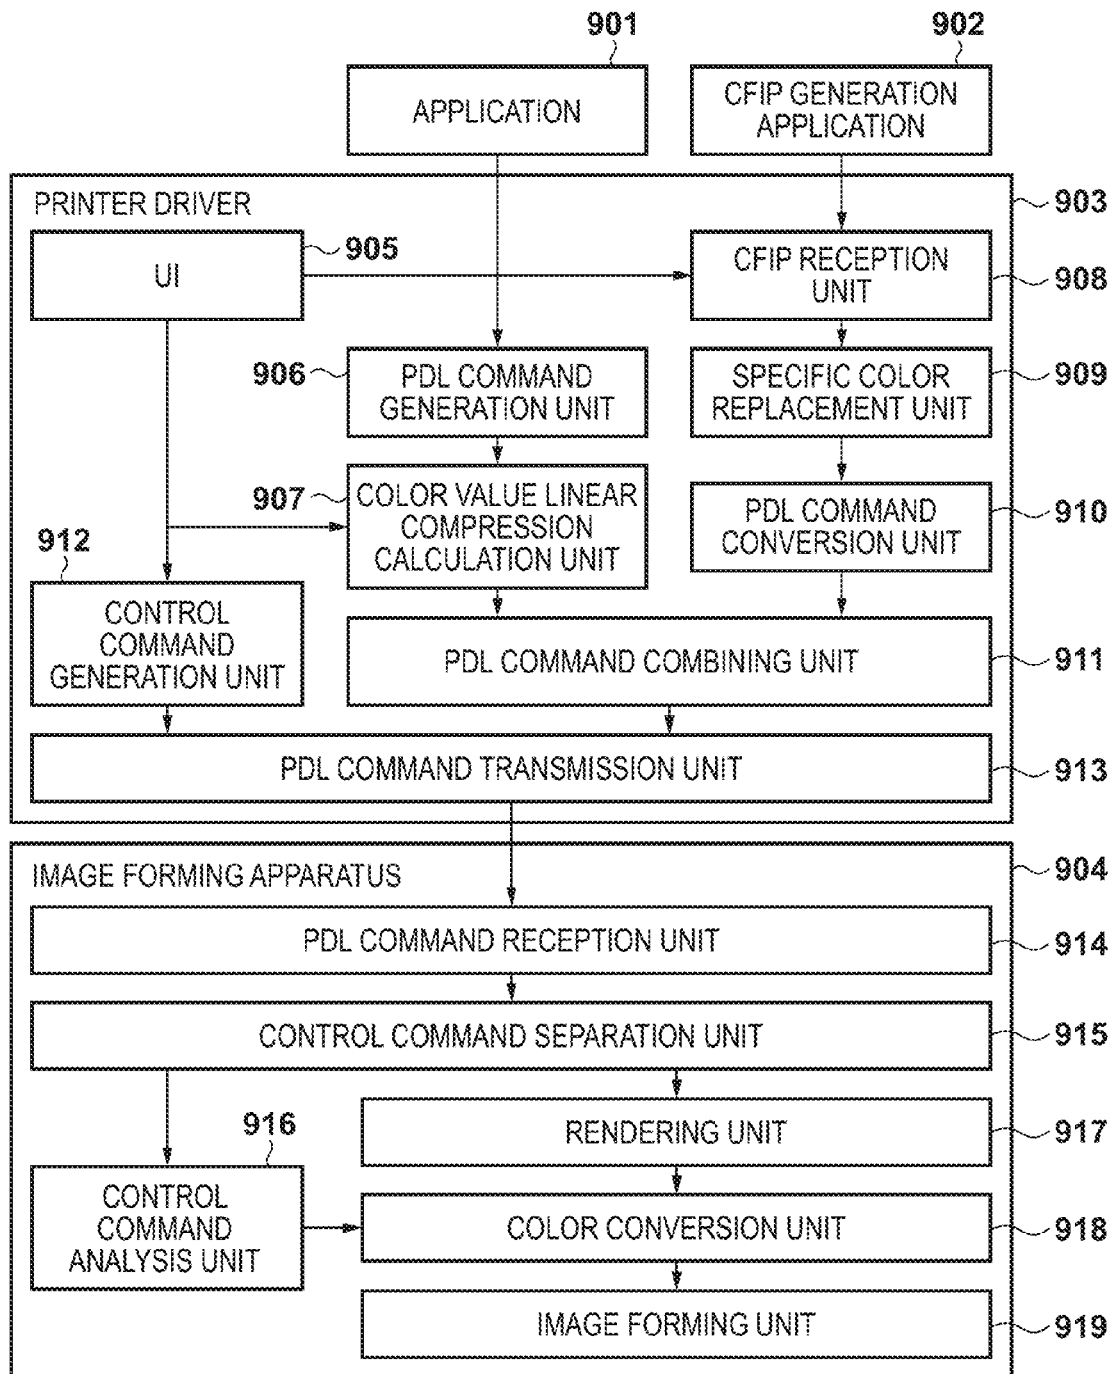 901
902
APPLICATION
CFIP GENERATION
APPLICATION
PRINTER DRIVER
903
UI
905
CFIP RECEPTION
UNIT
908
906
PDL COMMAND
GENERATION UNIT
SPECIFIC COLOR
REPLACEMENT UNIT
909
907
COLOR VALUE LINEAR
COMPRESSION
CALCULATION UNIT
PDL COMMAND
CONVERSION UNIT
910
912
CONTROL
COMMAND
GENERATION UNIT
PDL COMMAND COMBINING UNIT
911
PDL COMMAND TRANSMISSION UNIT
913
IMAGE FORMING APPARATUS
904
PDL COMMAND RECEPTION UNIT
914
CONTROL COMMAND SEPARATION UNIT
915
916
RENDERING UNIT
917
CONTROL
COMMAND
ANALYSIS UNIT
COLOR CONVERSION UNIT
918
IMAGE FORMING UNIT
919